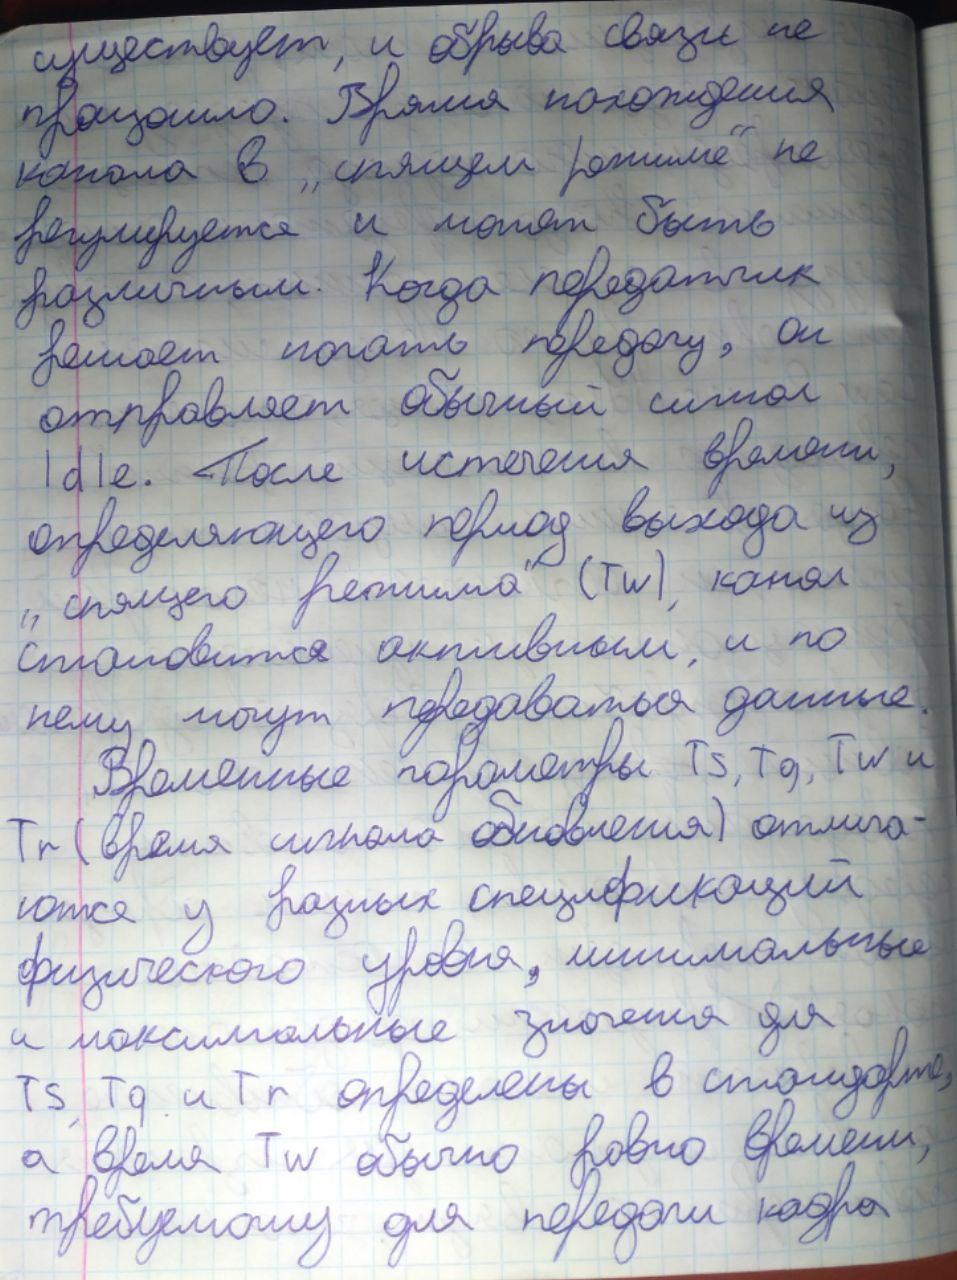 существует, и обрыва связи не
произошло. Время нахождения
канала в „спящем режиме“ не
регулируется и может быть
различным. Когда передатчик
решает начать передачу, он
отправляет обычный сигнал
Idle. После истечения времени,
определяющего период выхода из
„спящего режима“ (Tw), канал
становится активным, и по
нему могут передаваться данные.
Временные параметры Ts, Tq, Tw и
Tr (время сигнала обновления) отлича-
ются у разных спецификаций
физического уровня, минимальные
и максимальные значения для
Ts, Tq и Tr определены в стандарте,
а время Tw обычно равно времени,
требуемому для передачи кадра